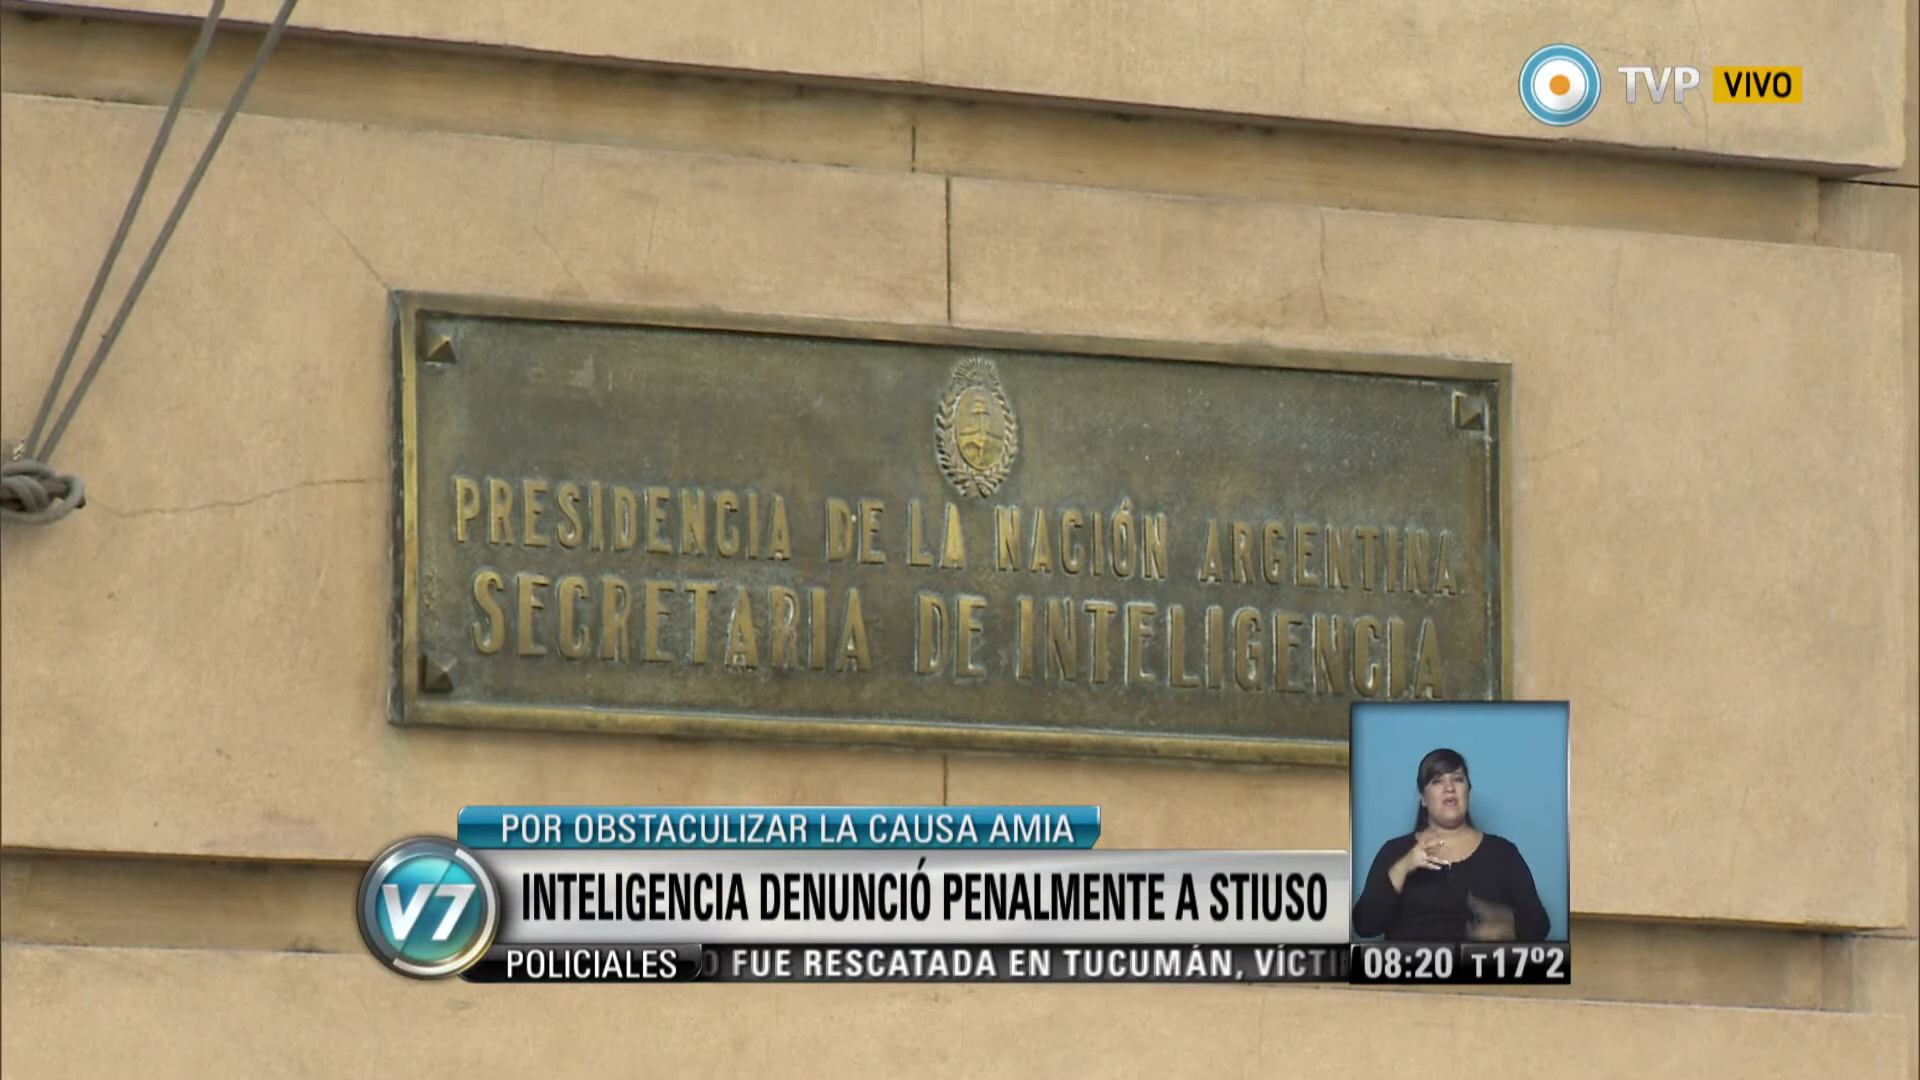 TVP VIVO
PRESIDENCIA DE LA NACIÓN ARGENTINA
SECRETARIA DE INTELIGENCIA
POR OBSTACULIZAR LA CAUSA AMIA
V7
INTELIGENCIA DENUNCIÓ PENALMENTE A STIUSO
POLICIALES
FUE RESCATADA EN TUCUMÁN,
08:20 T17º2